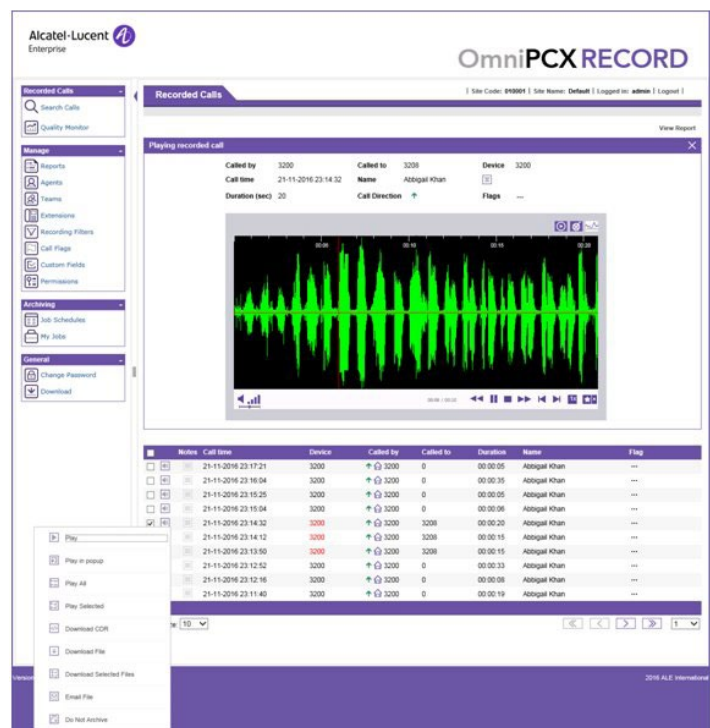 Alcatel·Lucent
Enterprise
OmniPCX RECORD
Recorded Calls -
Search Calls
Quality Monitor
Manage -
Reports
Agents
Teams
Extensions
Recording Filters
Call Flags
Custom Fields
Permissions
Archiving -
Job Schedules
My Jobs
General -
Change Password
Download
Recorded Calls
| Site Code: 010001 | Site Name: Default | Logged in: admin | Logout |
View Report
Playing recorded call
Called by 3200 Called to 3208 Device 3200
Call time 21-11-2016 23:14:32 Name Abbigail Khan
Duration (sec) 20 Call Direction Flags ...
00:05 00:10 00:15 00:20
Notes Call time Device Called by Called to Duration Name Flag
21-11-2016 23:17:21 3200 3200 0 00:00:05 Abbigail Khan ...
21-11-2016 23:16:04 3200 3200 0 00:00:35 Abbigail Khan ...
21-11-2016 23:15:25 3200 3200 0 00:00:05 Abbigail Khan ...
21-11-2016 23:15:04 3200 3200 0 00:00:06 Abbigail Khan ...
21-11-2016 23:14:32 3200 3200 3208 00:00:20 Abbigail Khan ...
21-11-2016 23:14:12 3200 3200 3208 00:00:15 Abbigail Khan ...
21-11-2016 23:13:50 3200 3200 3208 00:00:15 Abbigail Khan ...
21-11-2016 23:12:52 3200 3200 0 00:00:33 Abbigail Khan ...
21-11-2016 23:12:16 3200 3200 0 00:00:08 Abbigail Khan ...
21-11-2016 23:11:40 3200 3200 0 00:00:19 Abbigail Khan ...
10 1
Play
Play in popup
Play All
Play Selected
Download CDR
Download File
Download Selected Files
Email File
Do Not Archive
Version
2016 ALE International